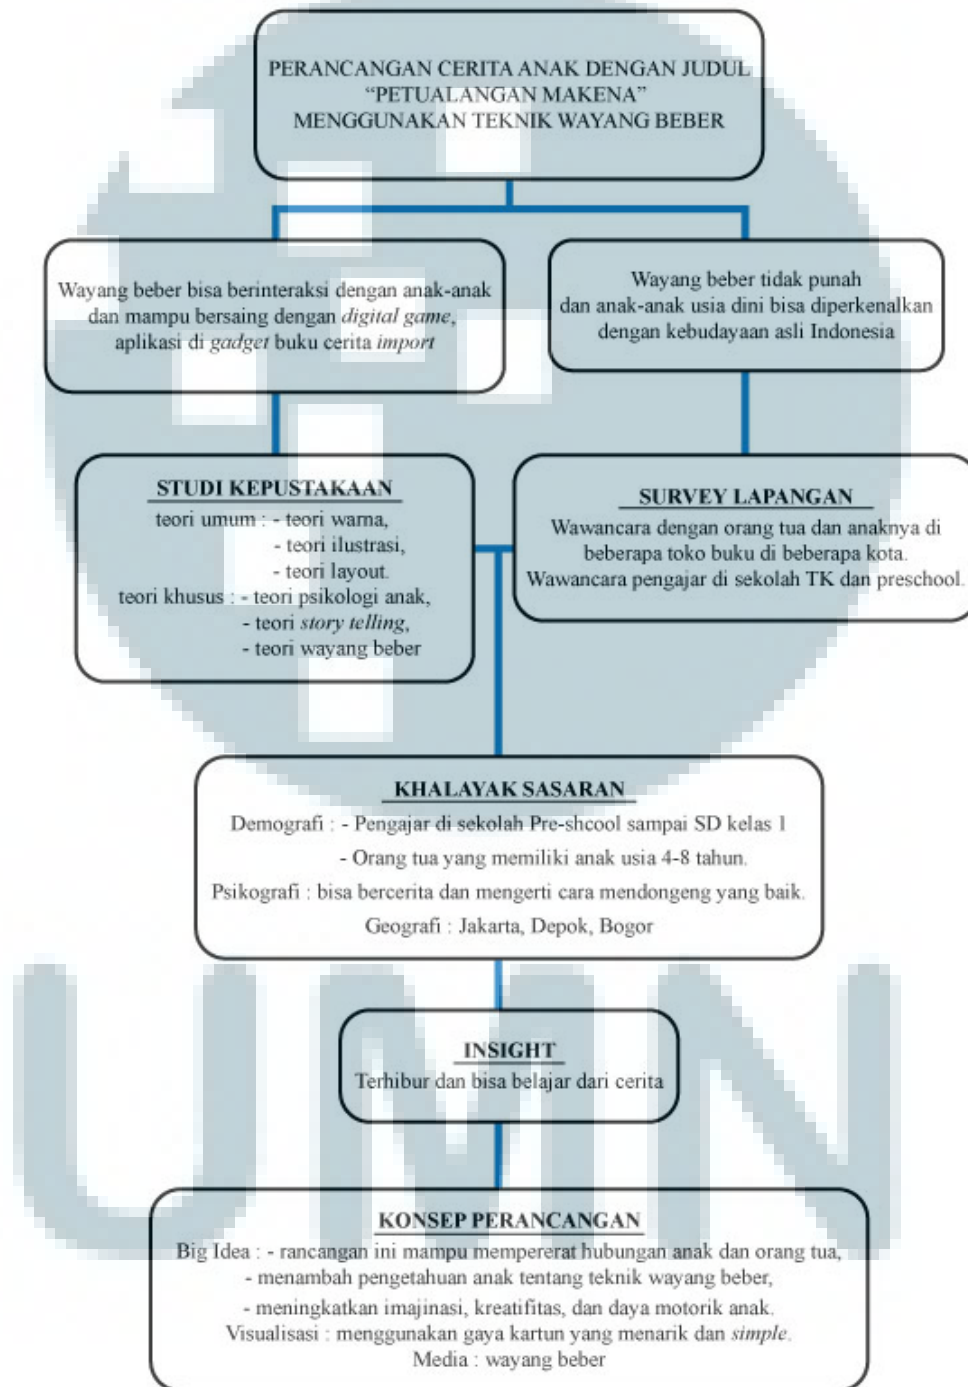 PERANCANGAN CERITA ANAK DENGAN JUDUL
“PETUALANGAN MAKENA”
MENGGUNAKAN TEKNIK WAYANG BEBER
Wayang beber bisa berinteraksi dengan anak-anak
dan mampu bersaing dengan digital game,
aplikasi di gadget buku cerita import
Wayang beber tidak punah
dan anak-anak usia dini bisa diperkenalkan
dengan kebudayaan asli Indonesia
STUDI KEPUSTAKAAN
teori umum : - teori warna,
- teori ilustrasi,
- teori layout.
teori khusus : - teori psikologi anak,
- teori story telling,
- teori wayang beber
SURVEY LAPANGAN
Wawancara dengan orang tua dan anaknya di
beberapa toko buku di beberapa kota.
Wawancara pengajar di sekolah TK dan preschool.
KHALAYAK SASARAN
Demografi : - Pengajar di sekolah Pre-shcool sampai SD kelas 1
- Orang tua yang memiliki anak usia 4-8 tahun.
Psikografi : bisa bercerita dan mengerti cara mendongeng yang baik.
Geografi : Jakarta, Depok, Bogor
INSIGHT
Terhibur dan bisa belajar dari cerita
KONSEP PERANCANGAN
Big Idea : - rancangan ini mampu mempererat hubungan anak dan orang tua,
- menambah pengetahuan anak tentang teknik wayang beber,
- meningkatkan imajinasi, kreatifitas, dan daya motorik anak.
Visualisasi : menggunakan gaya kartun yang menarik dan simple.
Media : wayang beber
UMN